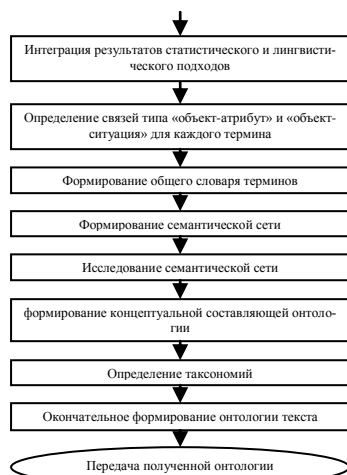 Интеграция результатов статистического и лингвисти-
ческого подходов
Определение связей типа «объект-атрибут» и «объект-
ситуация» для каждого термина
Формирование общего словаря терминов
Формирование семантической сети
Исследование семантической сети
формирование концептуальной составляющей онтоло-
гии
Определение таксономий
Окончательное формирование онтологии текста
Передача полученной онтологии